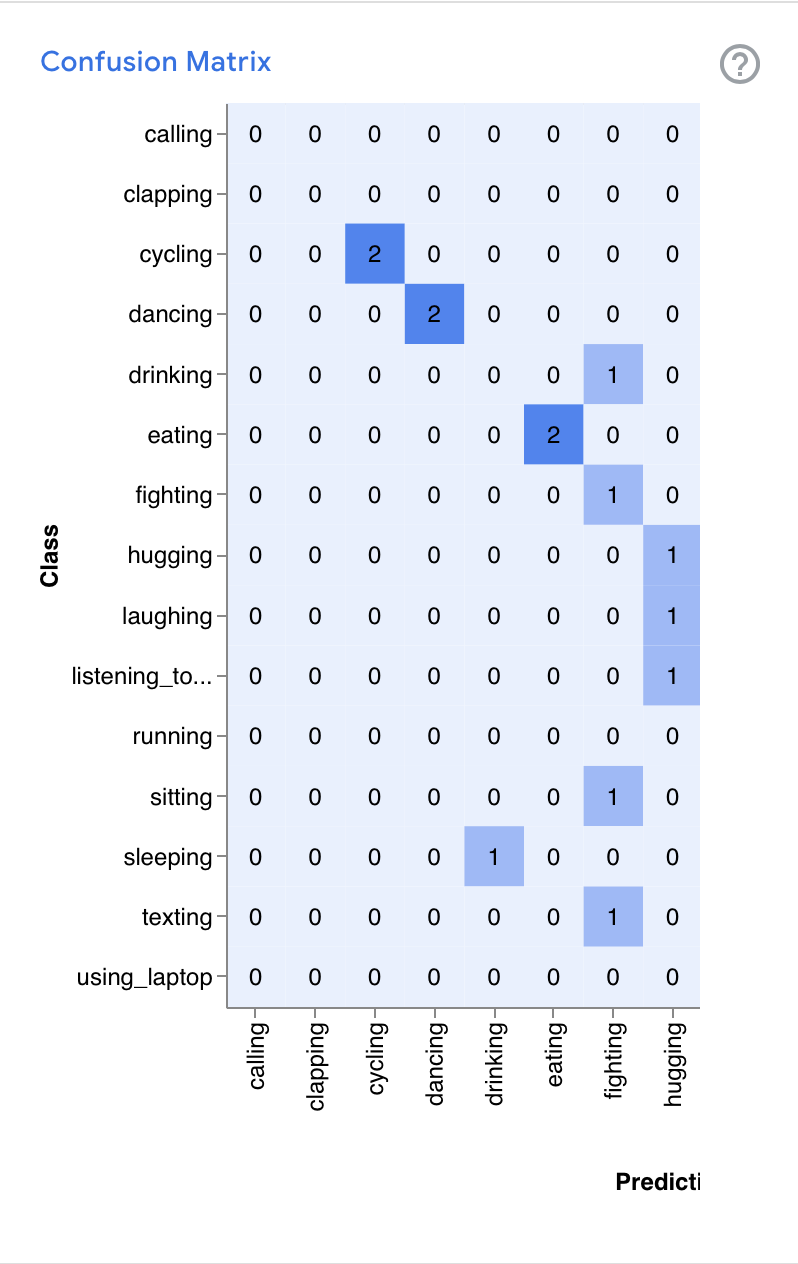 Confusion Matrix
?
calling 0 0 0 0 0 0 0 0
clapping 0 0 0 0 0 0 0 0
cycling 0 0 2 0 0 0 0 0
dancing 0 0 0 2 0 0 0 0
drinking 0 0 0 0 0 0 1 0
eating 0 0 0 0 0 2 0 0
fighting 0 0 0 0 0 0 1 0
Class
hugging 0 0 0 0 0 0 0 1
laughing 0 0 0 0 0 0 0 1
listening_to... 0 0 0 0 0 0 0 1
running 0 0 0 0 0 0 0 0
sitting 0 0 0 0 0 0 1 0
sleeping 0 0 0 0 1 0 0 0
texting 0 0 0 0 0 0 1 0
using_laptop 0 0 0 0 0 0 0 0
calling clapping cycling dancing drinking eating fighting hugging
Predicti